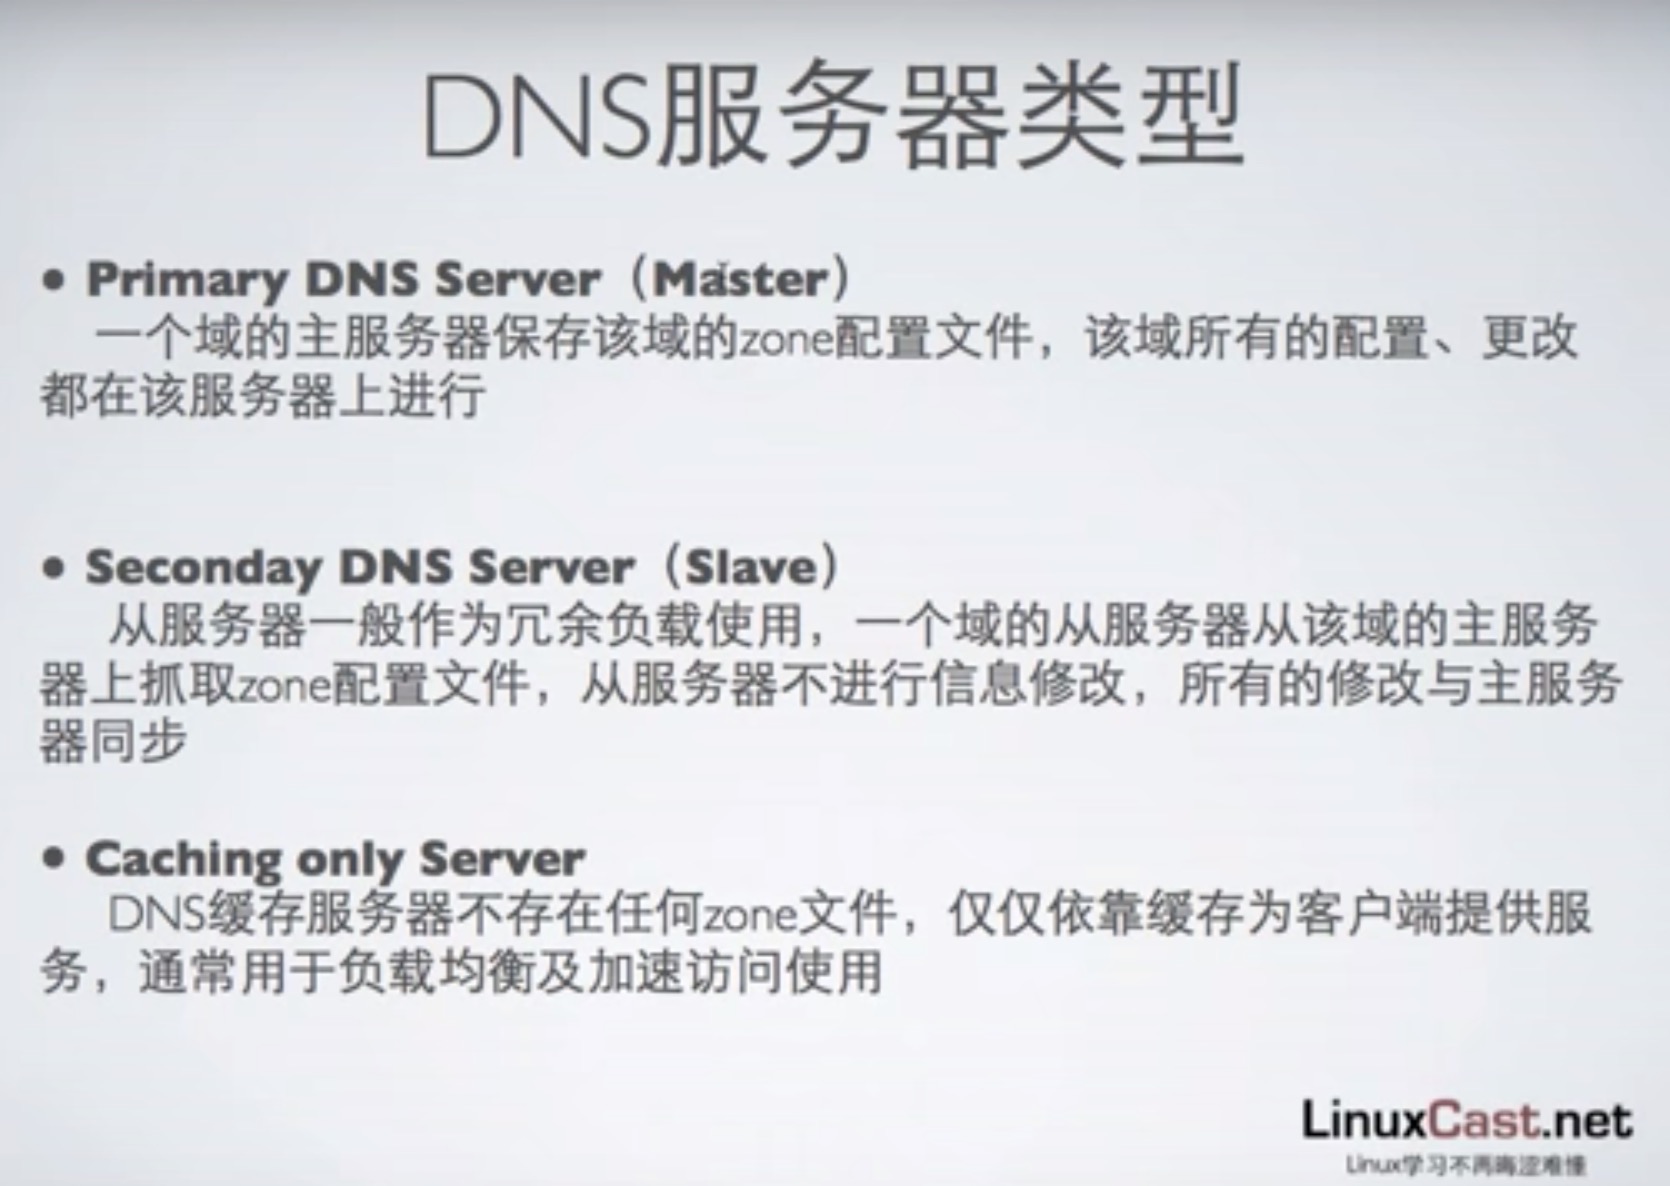 DNS服务器类型
• Primary DNS Server（Master）
一个域的主服务器保存该域的zone配置文件，该域所有的配置、更改
都在该服务器上进行
• Seconday DNS Server（Slave）
从服务器一般作为冗余负载使用，一个域的从服务器从该域的主服务
器上抓取zone配置文件，从服务器不进行信息修改，所有的修改与主服务
器同步
• Caching only Server
DNS缓存服务器不存在任何zone文件，仅仅依靠缓存为客户端提供服
务，通常用于负载均衡及加速访问使用
LinuxCast.net
Linux学习不再晦涩难懂